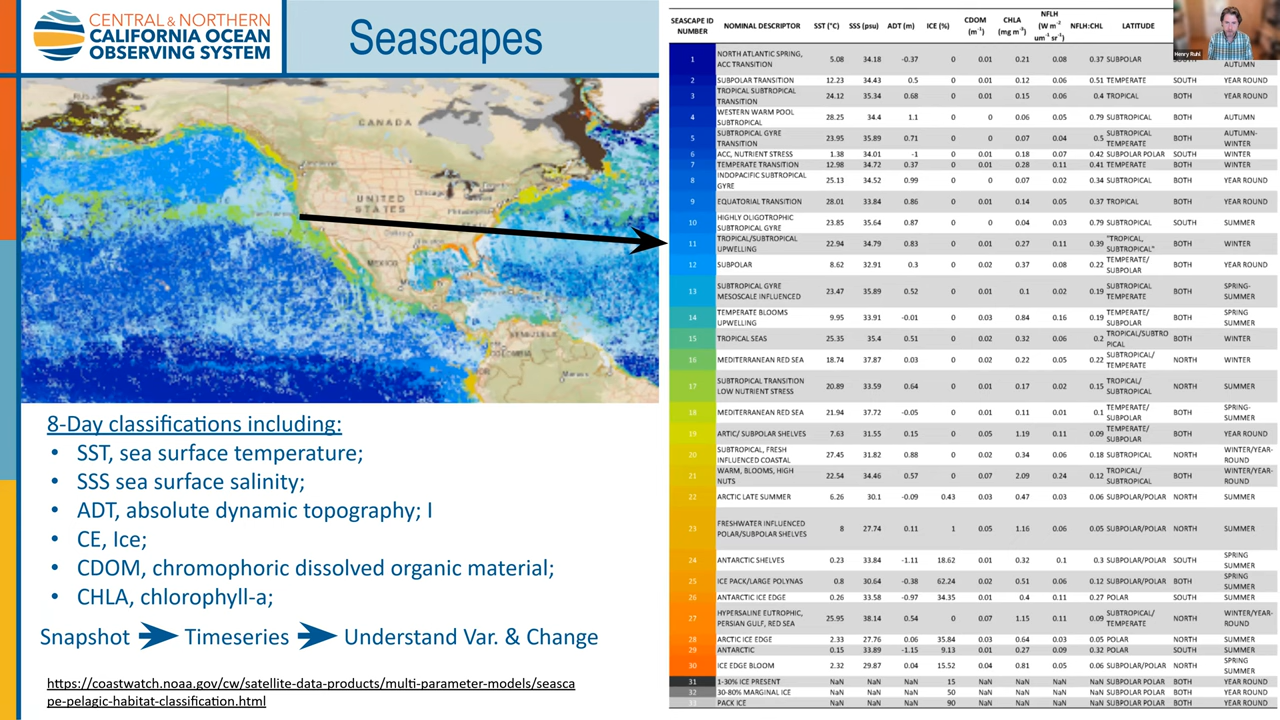 CENTRAL & NORTHERN
CALIFORNIA OCEAN
OBSERVING SYSTEM
Seascapes
CANADA
UNITED
STATES
MEXICO
8-Day classifications including:
• SST, sea surface temperature;
• SSS sea surface salinity;
• ADT, absolute dynamic topography; I
• CE, Ice;
• CDOM, chromophoric dissolved organic material;
• CHLA, chlorophyll-a;
Snapshot Timeseries Understand Var. & Change
https://coastwatch.noaa.gov/cw/satellite-data-products/multi-parameter-models/seasca
pe-pelagic-habitat-classification.html
SEASCAPE ID NUMBER NOMINAL DESCRIPTOR SST (°C) SSS (psu) ADT (m) ICE (%) CDOM (m⁻¹) CHLA (mg m⁻³) NFLH (W m⁻² um⁻¹ sr⁻¹) NFLH:CHL LATITUDE
Henry Ruhl
1 NORTH ATLANTIC SPRING, ACC TRANSITION 5.08 34.18 -0.37 0 0.01 0.21 0.08 0.37 SUBPOLAR AUTUMN
2 SUBPOLAR TRANSITION 12.23 34.43 0.5 0 0.01 0.12 0.06 0.51 TEMPERATE SOUTH YEAR ROUND
3 TROPICAL SUBTROPICAL TRANSITION 24.12 35.34 0.68 0 0.01 0.15 0.06 0.4 TROPICAL BOTH YEAR ROUND
4 WESTERN WARM POOL SUBTROPICAL 28.25 34.4 1.1 0 0 0.06 0.05 0.79 SUBTROPICAL BOTH AUTUMN
5 SUBTROPICAL GYRE TRANSITION 23.95 35.89 0.71 0 0 0.07 0.04 0.5 SUBTROPICAL TEMPERATE BOTH AUTUMN-WINTER
6 ACC, NUTRIENT STRESS 1.38 34.01 -1 0 0.01 0.18 0.07 0.42 SUBPOLAR POLAR SOUTH WINTER
7 TEMPERATE TRANSITION 12.98 34.72 0.37 0 0.01 0.28 0.11 0.41 TEMPERATE BOTH WINTER
8 INDOPACIFIC SUBTROPICAL GYRE 25.13 34.52 0.99 0 0 0.07 0.02 0.34 SUBTROPICAL BOTH YEAR ROUND
9 EQUATORIAL TRANSITION 28.01 33.84 0.86 0 0.01 0.14 0.05 0.37 TROPICAL BOTH YEAR ROUND
10 HIGHLY OLIGOTROPHIC SUBTROPICAL GYRE 23.85 35.64 0.87 0 0 0.04 0.03 0.79 SUBTROPICAL SOUTH SUMMER
11 TROPICAL/SUBTROPICAL UPWELLING 22.94 34.79 0.83 0 0.01 0.27 0.11 0.39 "TROPICAL, SUBTROPICAL" BOTH WINTER
12 SUBPOLAR 8.62 32.91 0.3 0 0.02 0.37 0.08 0.22 TEMPERATE/ SUBPOLAR BOTH YEAR ROUND
13 SUBTROPICAL GYRE MESOSCALE INFLUENCED 23.47 35.89 0.52 0 0.01 0.1 0.02 0.19 SUBTROPICAL TEMPERATE BOTH SPRING-SUMMER
14 TEMPERATE BLOOMS UPWELLING 9.95 33.91 -0.01 0 0.03 0.84 0.16 0.19 TEMPERATE/ SUBPOLAR BOTH SPRING SUMMER
15 TROPICAL SEAS 25.35 35.4 0.51 0 0.02 0.32 0.06 0.2 TROPICAL/SUBTRO PICAL BOTH WINTER
16 MEDITERRANEAN RED SEA 18.74 37.87 0.03 0 0.02 0.22 0.05 0.22 SUBTROPICAL/ TEMPERATE NORTH WINTER
17 SUBTROPICAL TRANSITION LOW NUTRIENT STRESS 20.89 33.59 0.64 0 0.01 0.17 0.02 0.15 TROPICAL/ SUBTROPICAL NORTH SUMMER
18 MEDITERRANEAN RED SEA 21.94 37.72 -0.05 0 0.01 0.11 0.01 0.1 TEMPERATE/ SUBPOLAR BOTH SPRING-SUMMER
19 ARTIC/ SUBPOLAR SHELVES 7.63 31.55 0.15 0 0.05 1.19 0.11 0.09 TEMPERATE/ SUBPOLAR BOTH YEAR ROUND
20 SUBTROPICAL, FRESH INFLUENCED COASTAL 27.45 31.82 0.88 0 0.02 0.34 0.06 0.18 SUBTROPICAL NORTH WINTER/YEAR-ROUND
21 WARM, BLOOMS, HIGH NUTS 22.54 34.46 0.57 0 0.07 2.09 0.24 0.12 TROPICAL/ SUBTROPICAL BOTH WINTER/YEAR-ROUND
22 ARCTIC LATE SUMMER 6.26 30.1 -0.09 0.43 0.03 0.47 0.03 0.06 SUBPOLAR/POLAR NORTH SUMMER
23 FRESHWATER INFLUENCED POLAR/SUBPOLAR SHELVES 8 27.74 0.11 1 0.05 1.16 0.06 0.05 SUBPOLAR/POLAR NORTH SUMMER
24 ANTARCTIC SHELVES 0.23 33.84 -1.11 18.62 0.01 0.32 0.1 0.3 SUBPOLAR/POLAR SOUTH SPRING SUMMER
25 ICE PACK/LARGE POLYNAS 0.8 30.64 -0.38 62.24 0.02 0.51 0.06 0.12 SUBPOLAR/POLAR BOTH SPRING SUMMER
26 ANTARCTIC ICE EDGE 0.26 33.58 -0.97 34.35 0.01 0.4 0.11 0.27 POLAR SOUTH SUMMER
27 HYPERSALINE EUTROPHIC, PERSIAN GULF, RED SEA 25.95 38.14 0.54 0 0.07 1.15 0.11 0.09 SUBTROPICAL/ TEMPERATE NORTH WINTER/YEAR-ROUND
28 ARCTIC ICE EDGE 2.33 27.76 0.06 35.84 0.03 0.64 0.03 0.05 POLAR NORTH SUMMER
29 ANTARCTIC 0.15 33.89 -1.15 9.13 0.01 0.27 0.09 0.32 POLAR SOUTH SUMMER
30 ICE EDGE BLOOM 2.32 29.87 0.04 15.52 0.04 0.81 0.05 0.06 SUBPOLAR/POLAR NORTH SPRING SUMMER
31 1-30% ICE PRESENT NaN NaN NaN 15 NaN NaN NaN NaN SUBPOLAR POLAR BOTH YEAR ROUND
32 30-80% MARGINAL ICE NaN NaN NaN 50 NaN NaN NaN NaN SUBPOLAR POLAR BOTH YEAR ROUND
33 PACK ICE NaN NaN NaN 90 NaN NaN NaN NaN SUBPOLAR POLAR BOTH YEAR ROUND